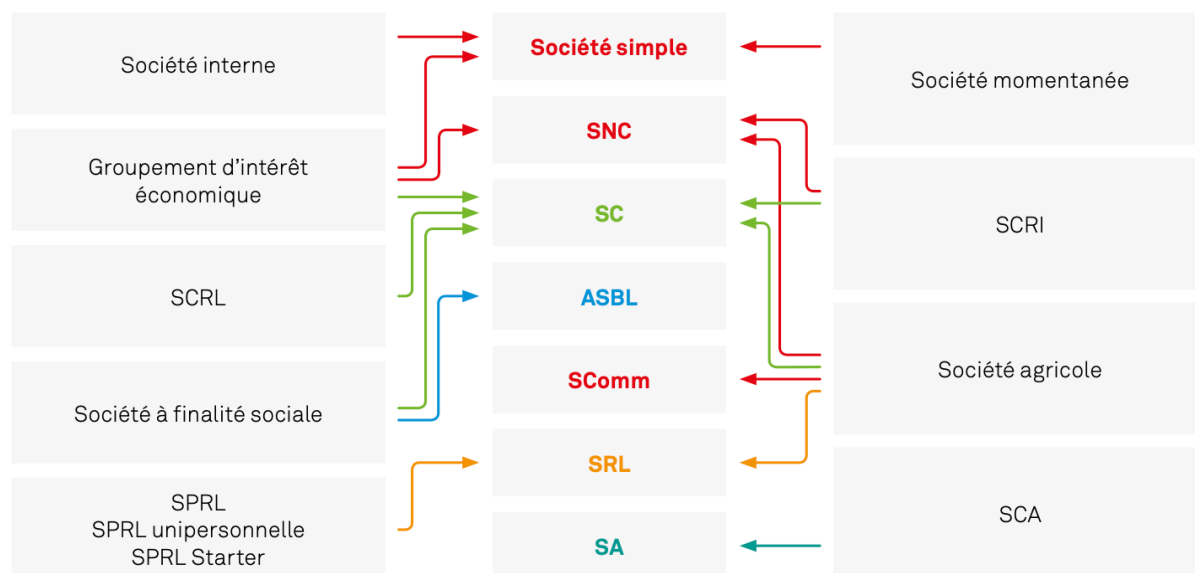 Société interne
Groupement d'intérêt
économique
SCRL
Société à finalité sociale
SPRL
SPRL unipersonnelle
SPRL Starter
Société simple
SNC
SC
ASBL
SComm
SRL
SA
Société momentanée
SCRI
Société agricole
SCA